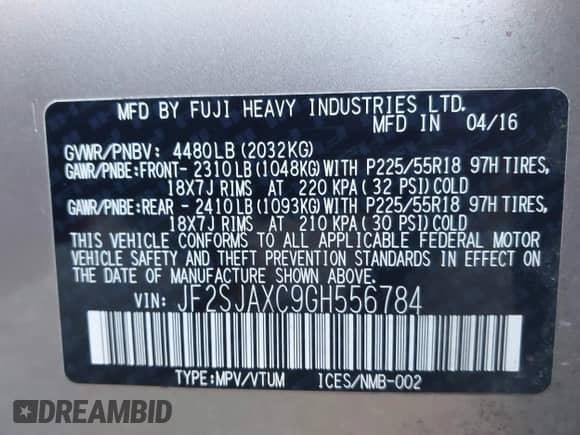 MFD BY FUJI HEAVY INDUSTRIES LTD.
MFD IN 04/16
GVWR/PNBV: 4480LB (2032KG)
GAWR/PNBE:FRONT- 2310 LB (1048KG) WITH P225/55R18 97H TIRES,
18X7J RIMS AT 220 KPA ( 32 PSI) COLD
GAWR/PNBE:REAR - 2410 LB (1093KG) WITH P225/55R18 97H TIRES,
18X7J RIMS AT 210 KPA ( 30 PSI) COLD
THIS VEHICLE CONFORMS TO ALL APPLICABLE FEDERAL MOTOR
VEHICLE SAFETY AND THEFT PREVENTION STANDARDS IN EFFECT
ON THE DATE OF MANUFACTURE SHOWN ABOVE.
VIN: JF2SJAXC9GH556784
TYPE:MPV/VTUM ICES/NMB-002
DREAMBID